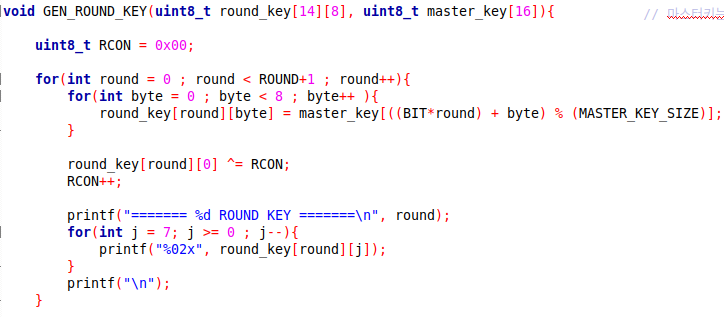 void GEN_ROUND_KEY(uint8_t round_key[14][8], uint8_t master_key[16]){ //
uint8_t RCON = 0x00;
for(int round = 0 ; round < ROUND+1 ; round++){
for(int byte = 0 ; byte < 8 ; byte++ ){
round_key[round][byte] = master_key[((BIT*round) + byte) % (MASTER_KEY_SIZE)];
}
round_key[round][0] ^= RCON;
RCON++;
printf("======= %d ROUND KEY =======\n", round);
for(int j = 7; j >= 0 ; j--){
printf("%02x", round_key[round][j]);
}
printf("\n");
}